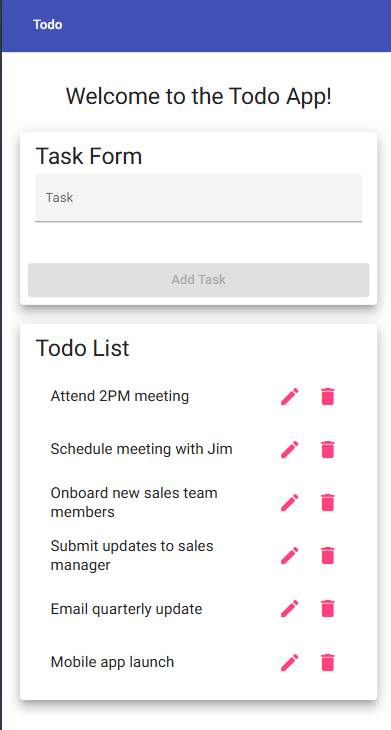 Todo
Welcome to the Todo App!
Task Form
Task
Add Task
Todo List
Attend 2PM meeting
Schedule meeting with Jim
Onboard new sales team
members
Submit updates to sales
manager
Email quarterly update
Mobile app launch